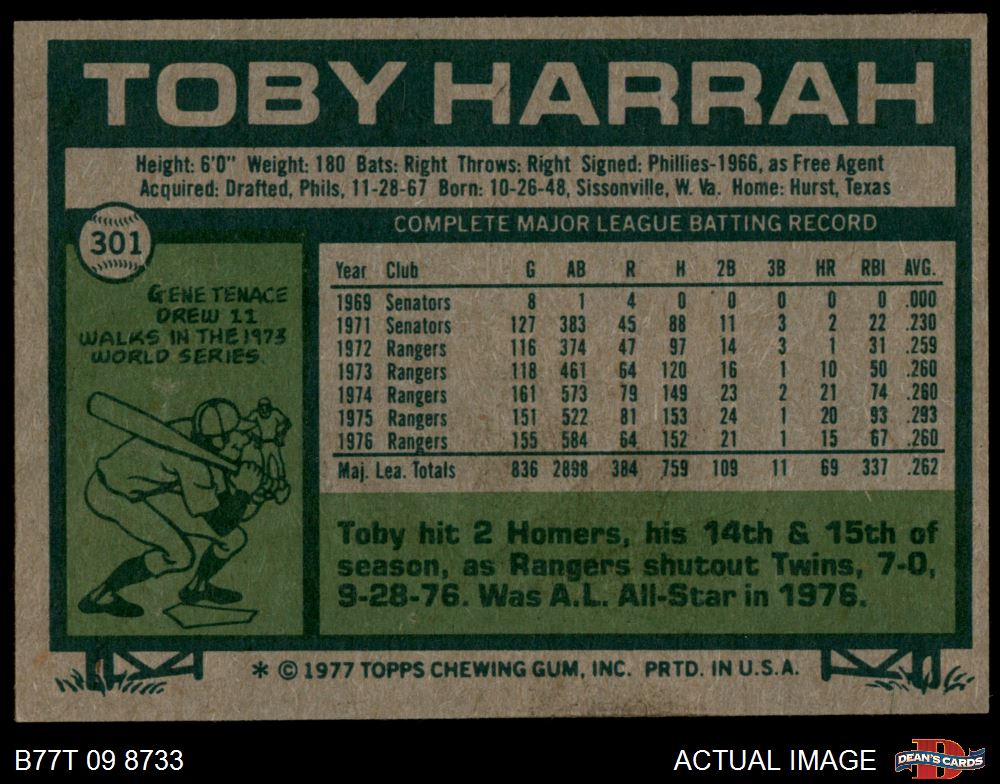 TOBY HARRAH
Height: 6'0" Weight: 180 Bats: Right Throws: Right Signed: Phillies-1966, as Free Agent
Acquired: Drafted, Phils, 11-28-67 Born: 10-26-48, Sissonville, W. Va. Home: Hurst, Texas
301
COMPLETE MAJOR LEAGUE BATTING RECORD
GENE TENACE
DREW 11
WALKS IN THE 1973
WORLD SERIES.
Year Club G AB R H 2B 3B HR RBI AVG.
1969 Senators 8 1 4 0 0 0 0 0 .000
1971 Senators 127 383 45 88 11 3 2 22 .230
1972 Rangers 116 374 47 97 14 3 1 31 .259
1973 Rangers 118 461 64 120 16 1 10 50 .260
1974 Rangers 161 573 79 149 23 2 21 74 .260
1975 Rangers 151 522 81 153 24 1 20 93 .293
1976 Rangers 155 584 64 152 21 1 15 67 .260
Maj. Lea. Totals 836 2898 384 759 109 11 69 337 .262
Toby hit 2 Homers, his 14th & 15th of
season, as Rangers shutout Twins, 7-0,
9-28-76. Was A.L. All-Star in 1976.
* © 1977 TOPPS CHEWING GUM, INC. PRTD. IN U.S.A.
B77T 09 8733
ACTUAL IMAGE
D
DEAN'S CARDS